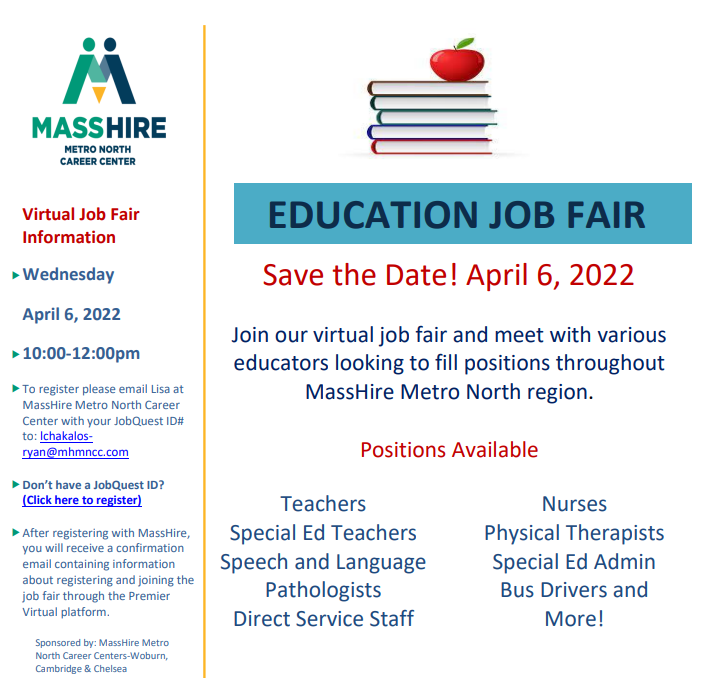 MASSHIRE
METRO NORTH
CAREER CENTER
Virtual Job Fair
Information
Wednesday
April 6, 2022
10:00-12:00pm
To register please email Lisa at
MassHire Metro North Career
Center with your JobQuest ID#
to: lchakalos-
ryan@mhmncc.com
Don't have a JobQuest ID?
(Click here to register)
After registering with MassHire,
you will receive a confirmation
email containing information
about registering and joining the
job fair through the Premier
Virtual platform.
Sponsored by: MassHire Metro
North Career Centers-Woburn,
Cambridge & Chelsea
EDUCATION JOB FAIR
Save the Date! April 6, 2022
Join our virtual job fair and meet with various
educators looking to fill positions throughout
MassHire Metro North region.
Positions Available
Teachers
Special Ed Teachers
Speech and Language
Pathologists
Direct Service Staff
Nurses
Physical Therapists
Special Ed Admin
Bus Drivers and
More!